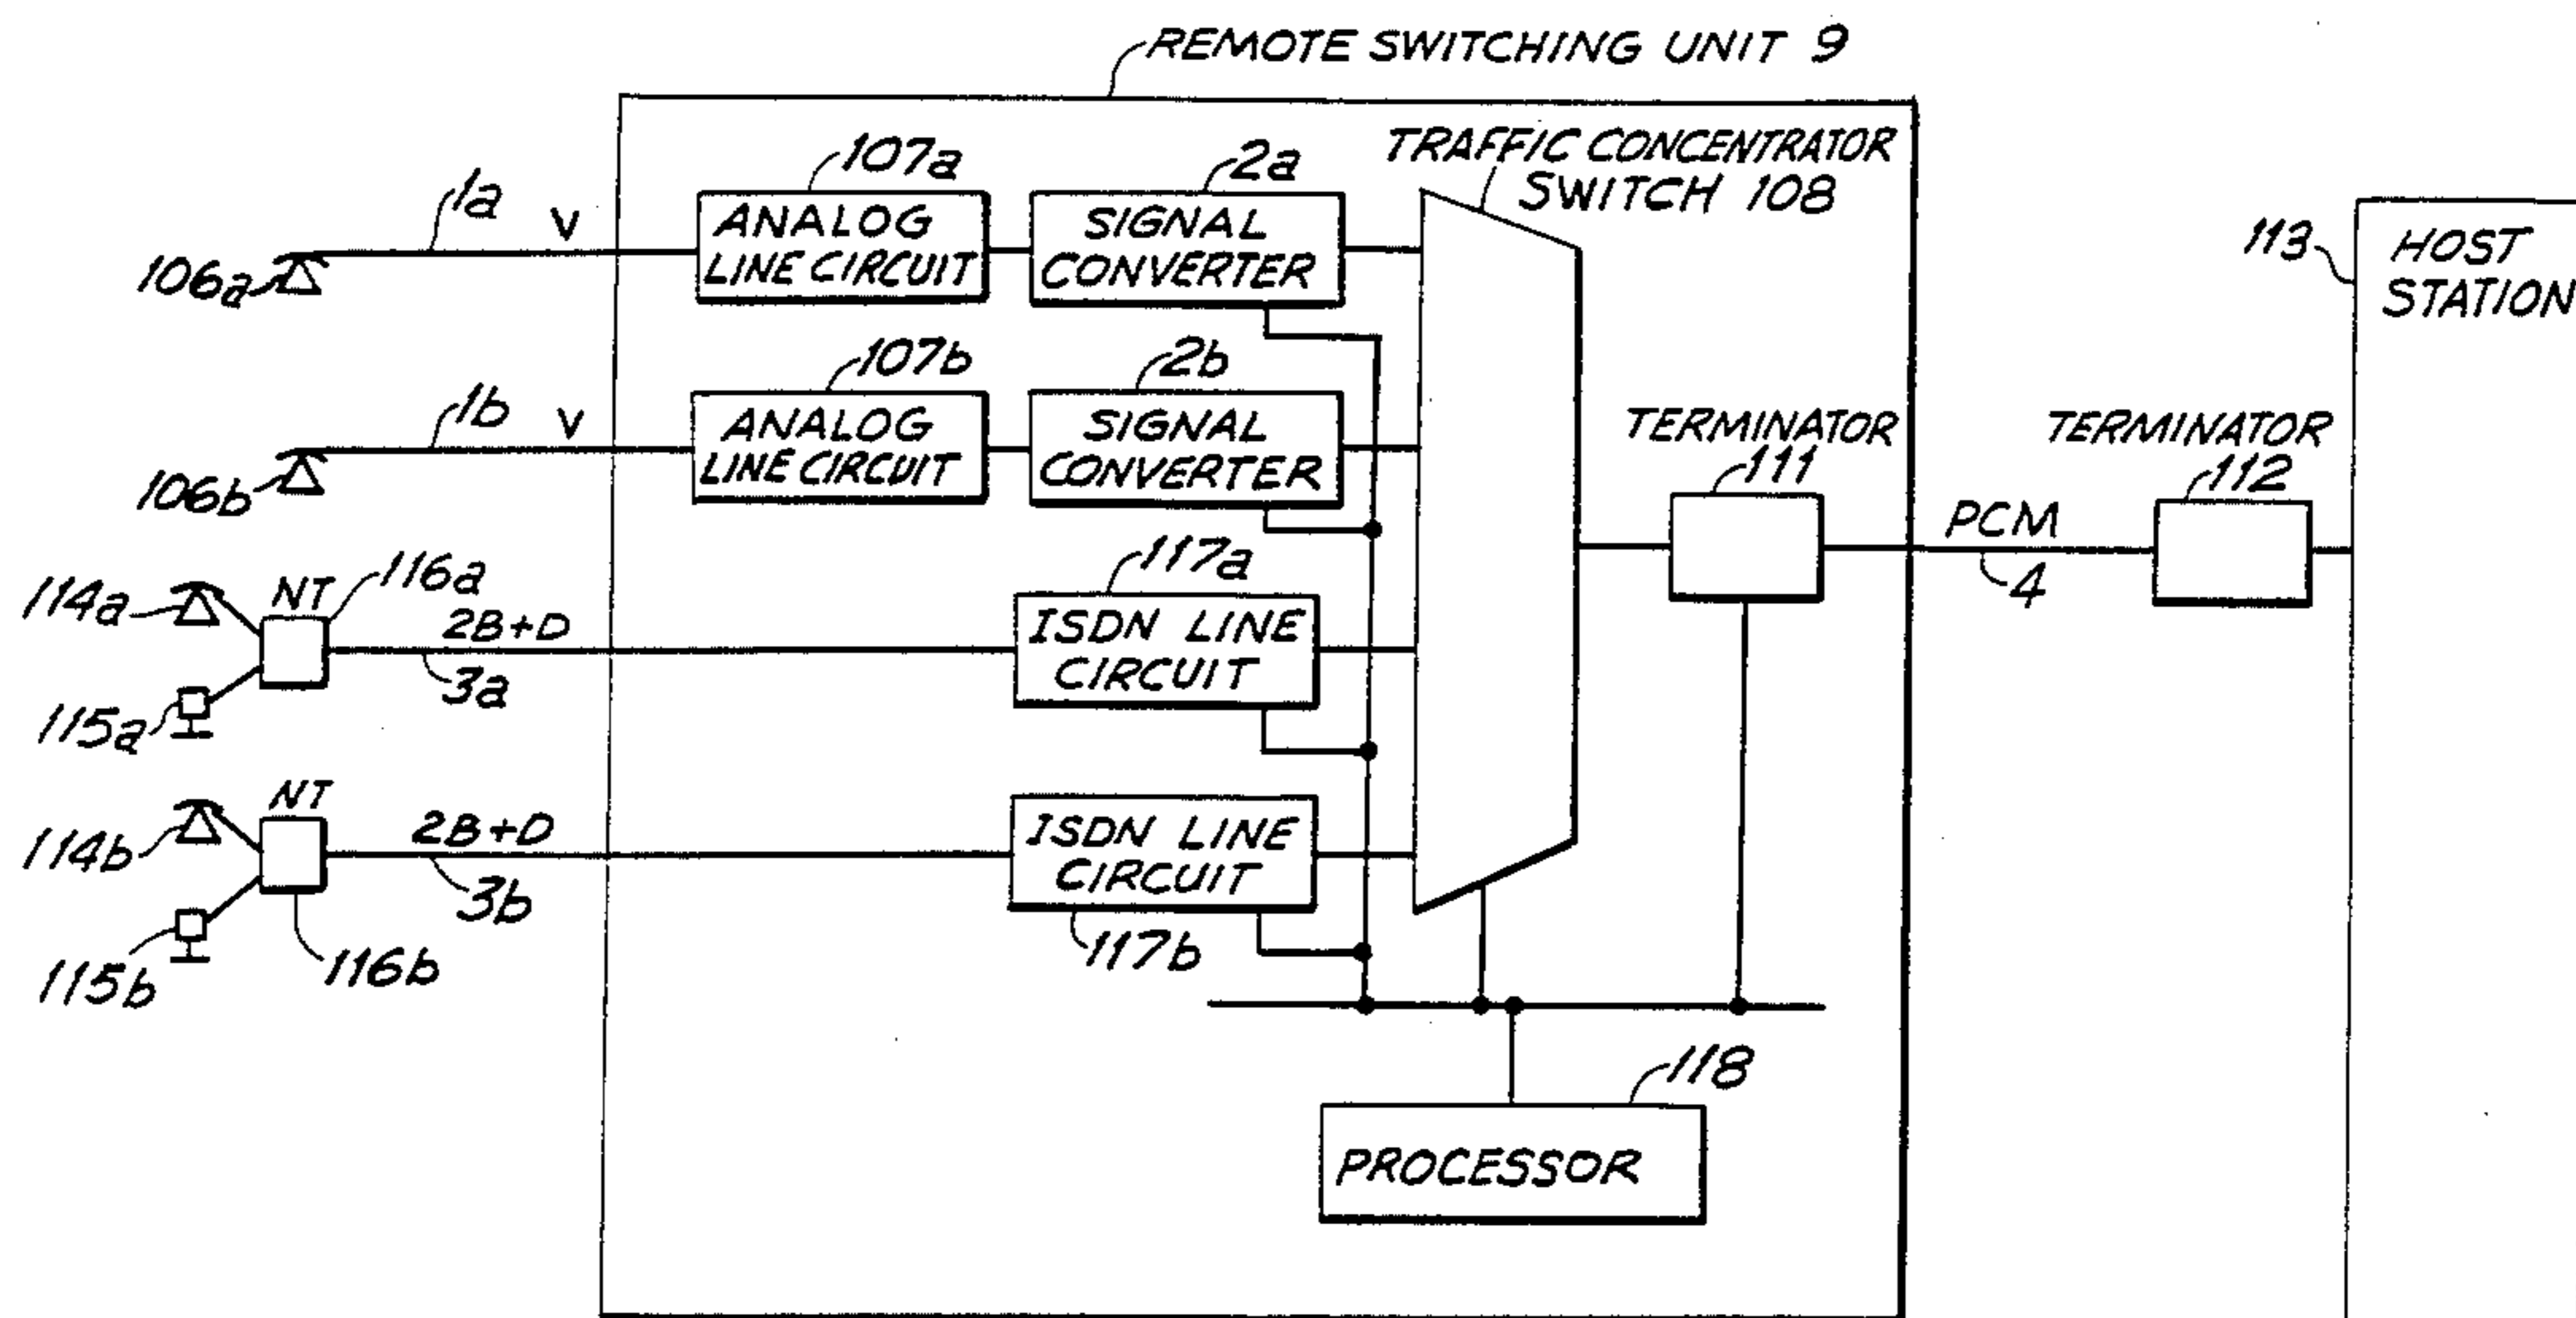 REMOTE SWITCHING UNIT 9
TRAFFIC CONCENTRATOR
SWITCH 108
107a
2a
1a
V
ANALOG
LINE CIRCUIT
SIGNAL
CONVERTER
106a
113
HOST
STATION
107b
2b
1b
V
ANALOG
LINE CIRCUIT
SIGNAL
CONVERTER
106b
TERMINATOR
111
TERMINATOR
112
PCM
4
114a
NT
116a
2B+D
3a
115a
117a
ISDN LINE
CIRCUIT
114b
NT
2B+D
3b
115b
116b
ISDN LINE
CIRCUIT
117b
118
PROCESSOR